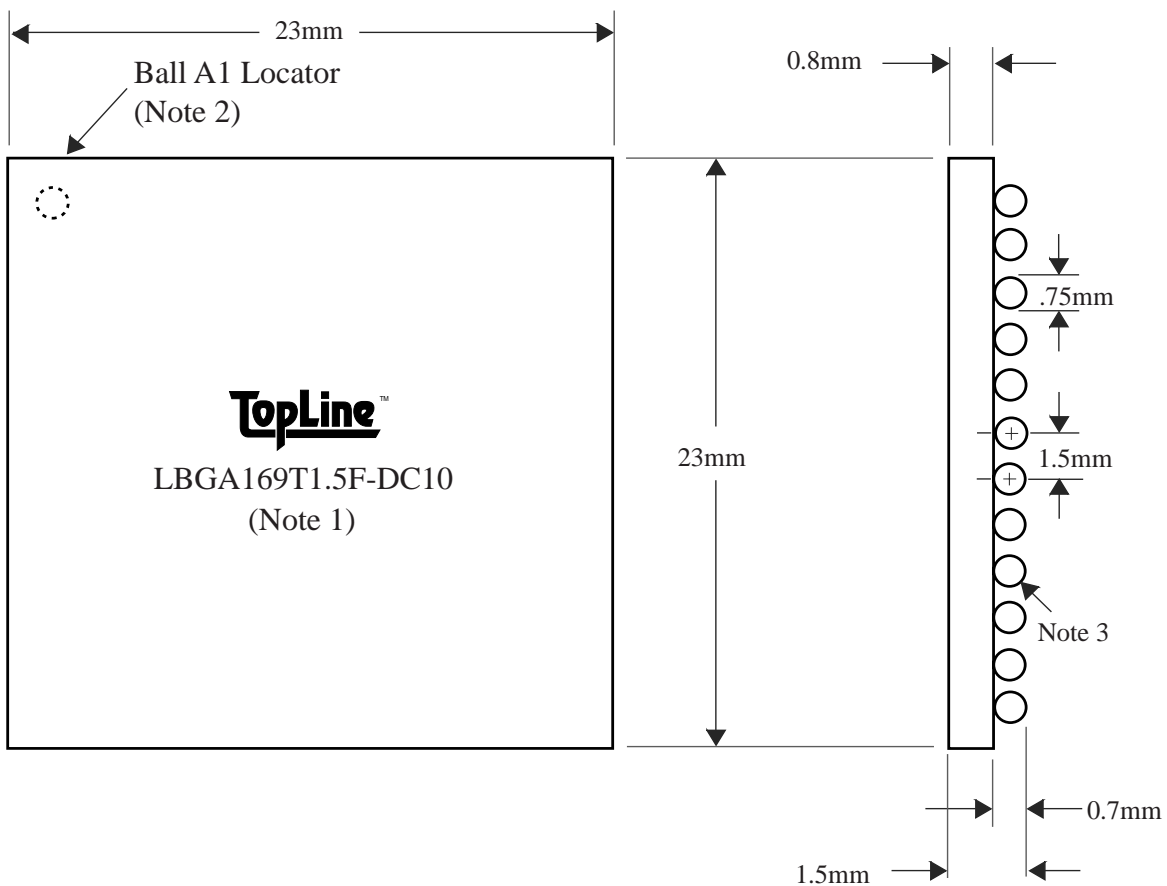 23mm
Ball A1 Locator
(Note 2)
0.8mm
.75mm
TopLine™
LBGA169T1.5F-DC10
(Note 1)
23mm
1.5mm
Note 3
0.7mm
1.5mm